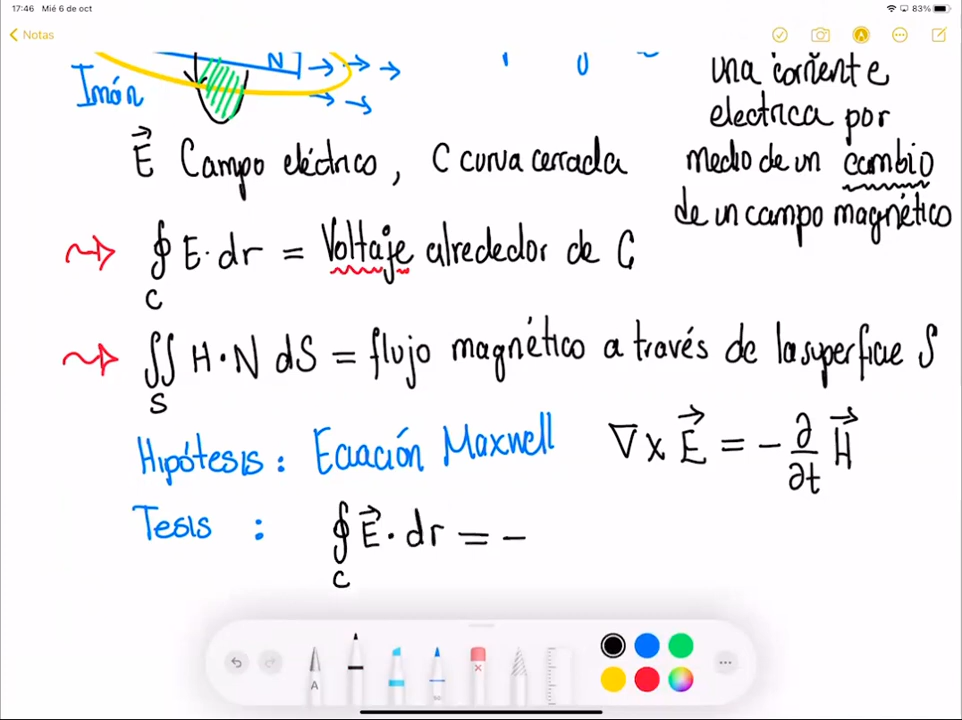 17:46 Mié 6 de oct
83%
Notas
N
Imán
una corriente
electrica por
medio de un cambio
de un campo magnético
E⃗ Campo eléctrico, C curva cerrada
∮ E · dr = Voltaje alrededor de C
C
∬ H · N dS = flujo magnético a través de la superficie S
S
Hipótesis : Ecuación Maxwell ∇ x E⃗ = - ∂/∂t H⃗
Tesis : ∮ E⃗ · dr = -
C
A